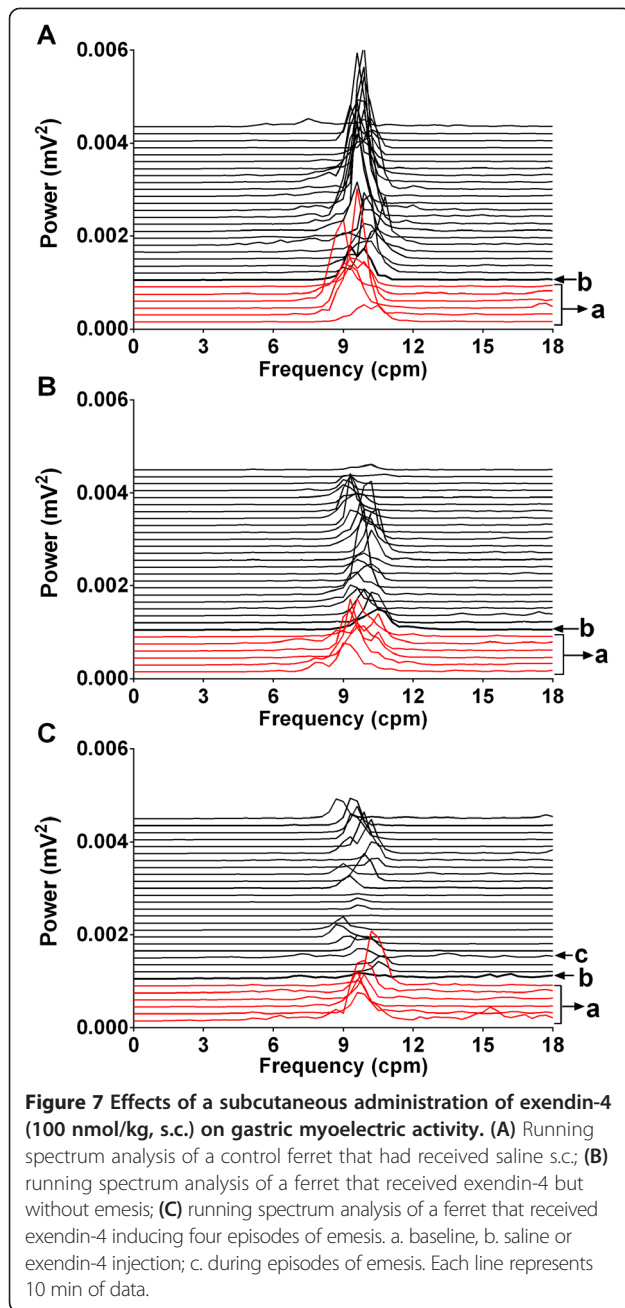 A
0.006
0.004
0.002
0.000
Power (mV²)
b
a
0 3 6 9 12 15 18
Frequency (cpm)
B
0.006
0.004
0.002
0.000
Power (mV²)
b
a
0 3 6 9 12 15 18
Frequency (cpm)
C
0.006
0.004
0.002
0.000
Power (mV²)
c
b
a
0 3 6 9 12 15 18
Frequency (cpm)
Figure 7 Effects of a subcutaneous administration of exendin-4
(100 nmol/kg, s.c.) on gastric myoelectric activity. (A) Running
spectrum analysis of a control ferret that had received saline s.c.; (B)
running spectrum analysis of a ferret that received exendin-4 but
without emesis; (C) running spectrum analysis of a ferret that received
exendin-4 inducing four episodes of emesis. a. baseline, b. saline or
exendin-4 injection; c. during episodes of emesis. Each line represents
10 min of data.